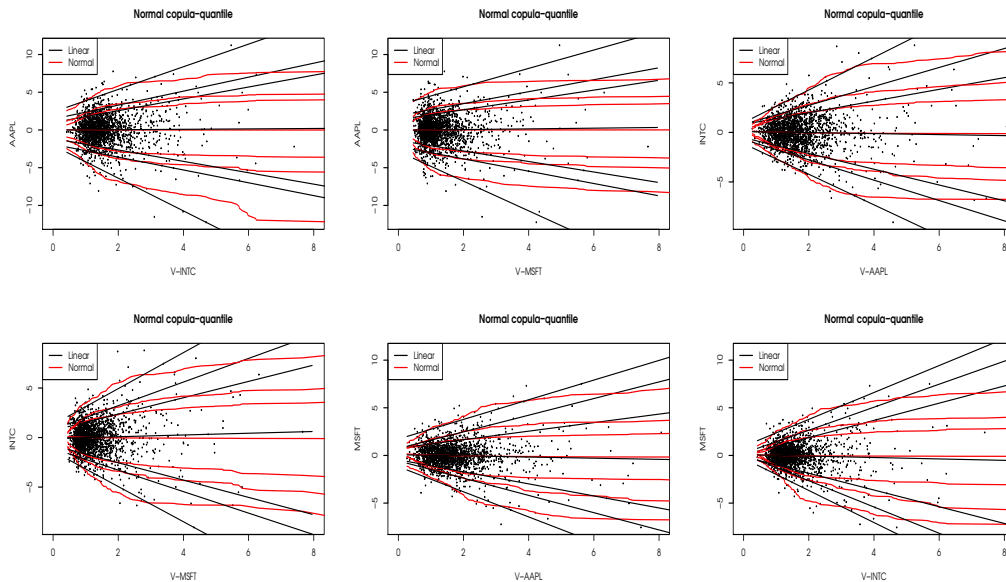 Normal copula-quantile
Linear
Normal
AAPL
10
5
0
−5
−10
0 2 4 6 8
V-INTC
Normal copula-quantile
Linear
Normal
AAPL
10
5
0
−5
−10
0 2 4 6 8
V-MSFT
Normal copula-quantile
Linear
Normal
INTC
5
0
−5
0 2 4 6 8
V-AAPL
Normal copula-quantile
Linear
Normal
INTC
5
0
−5
0 2 4 6 8
V-MSFT
Normal copula-quantile
Linear
Normal
MSFT
10
5
0
−5
0 2 4 6 8
V-AAPL
Normal copula-quantile
Linear
Normal
MSFT
10
5
0
−5
0 2 4 6 8
V-INTC